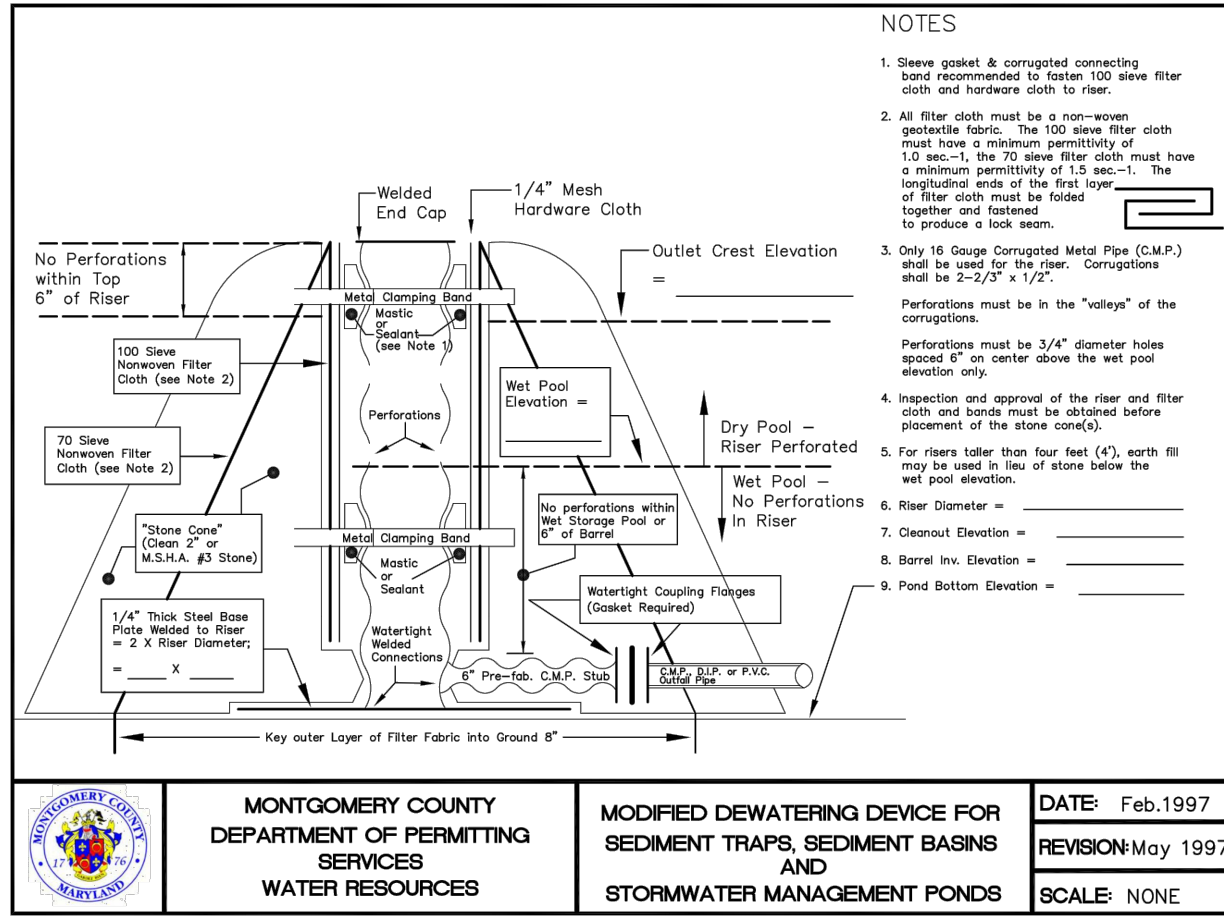 NOTES
1. Sleeve gasket & corrugated connecting
band recommended to fasten 100 sieve filter
cloth and hardware cloth to riser.
2. All filter cloth must be a non-woven
geotextile fabric. The 100 sieve filter cloth
must have a minimum permittivity of
1.0 sec.-1, the 70 sieve filter cloth must have
a minimum permittivity of 1.5 sec.-1. The
longitudinal ends of the first layer
of filter cloth must be folded
together and fastened
to produce a lock seam.
3. Only 16 Gauge Corrugated Metal Pipe (C.M.P.)
shall be used for the riser. Corrugations
shall be 2-2/3" x 1/2".
Perforations must be in the "valleys" of the
corrugations.
Perforations must be 3/4" diameter holes
spaced 6" on center above the wet pool
elevation only.
4. Inspection and approval of the riser and filter
cloth and bands must be obtained before
placement of the stone cone(s).
5. For risers taller than four feet (4'), earth fill
may be used in lieu of stone below the
wet pool elevation.
6. Riser Diameter =
7. Cleanout Elevation =
8. Barrel Inv. Elevation =
9. Pond Bottom Elevation =
Welded
End Cap
1/4" Mesh
Hardware Cloth
No Perforations
within Top
6" of Riser
Outlet Crest Elevation
=
Metal Clamping Band
Mastic
or
Sealant
(see Note 1)
100 Sieve
Nonwoven Filter
Cloth (see Note 2)
Wet Pool
Elevation =
Perforations
Dry Pool -
Riser Perforated
70 Sieve
Nonwoven Filter
Cloth (see Note 2)
Wet Pool -
No Perforations
In Riser
No perforations within
Wet Storage Pool or
6" of Barrel
"Stone Cone"
(Clean 2" or
M.S.H.A. #3 Stone)
Metal Clamping Band
Mastic
or
Sealant
Watertight Coupling Flanges
(Gasket Required)
1/4" Thick Steel Base
Plate Welded to Riser
= 2 X Riser Diameter;
= X
Watertight
Welded
Connections
6" Pre-fab. C.M.P. Stub
C.M.P., D.I.P. or P.V.C.
Outfall Pipe
Key outer Layer of Filter Fabric into Ground 8"
MONTGOMERY COUNTY
17 76
MARYLAND
MONTGOMERY COUNTY
DEPARTMENT OF PERMITTING
SERVICES
WATER RESOURCES
MODIFIED DEWATERING DEVICE FOR
SEDIMENT TRAPS, SEDIMENT BASINS
AND
STORMWATER MANAGEMENT PONDS
DATE: Feb.1997
REVISION: May 1997
SCALE: NONE